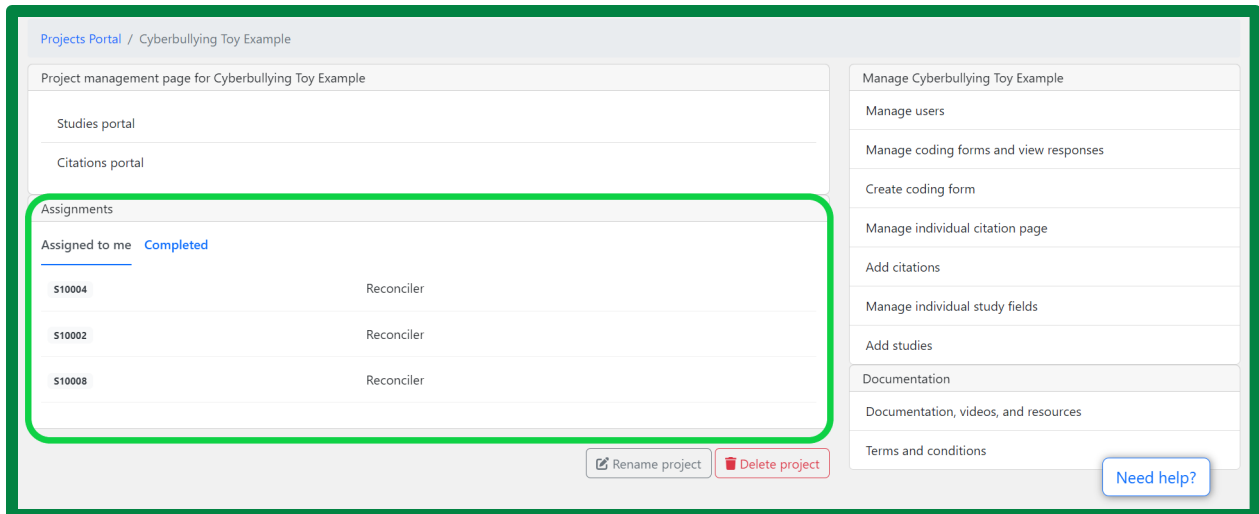 Projects Portal / Cyberbullying Toy Example
Project management page for Cyberbullying Toy Example
Studies portal
Citations portal
Assignments
Assigned to me Completed
S10004 Reconciler
S10002 Reconciler
S10008 Reconciler
Rename project Delete project
Manage Cyberbullying Toy Example
Manage users
Manage coding forms and view responses
Create coding form
Manage individual citation page
Add citations
Manage individual study fields
Add studies
Documentation
Documentation, videos, and resources
Terms and conditions
Need help?